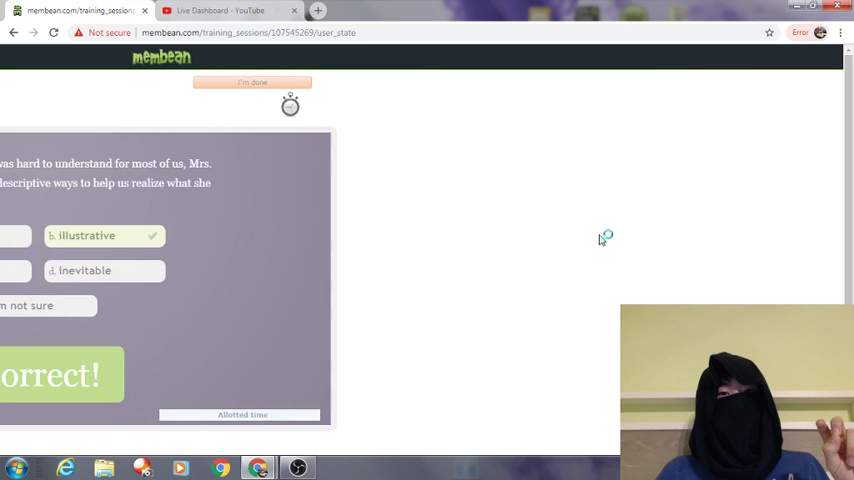 membean.com/training_sessions
Live Dashboard - YouTube
Not secure
membean.com/training_sessions/107545269/user_state
Error
membean
I'm done
was hard to understand for most of us, Mrs.
descriptive ways to help us realize what she
b. illustrative
d. inevitable
m not sure
orrect!
Allotted time